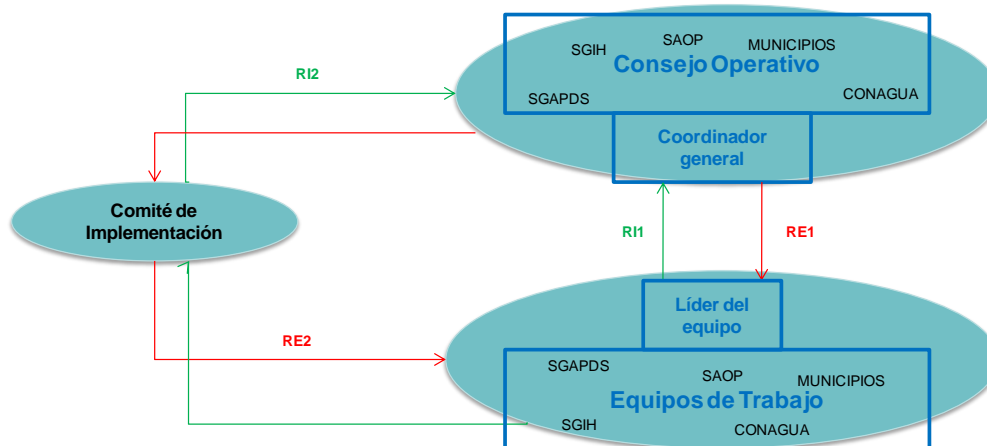 SAOP
SGIH
MUNICIPIOS
Consejo Operativo
RI2
SGAPDS
CONAGUA
Coordinador
general
Comité de
Implementación
RI1
RE1
Líder del
equipo
RE2
SGAPDS
SAOP
MUNICIPIOS
Equipos de Trabajo
SGIH
CONAGUA